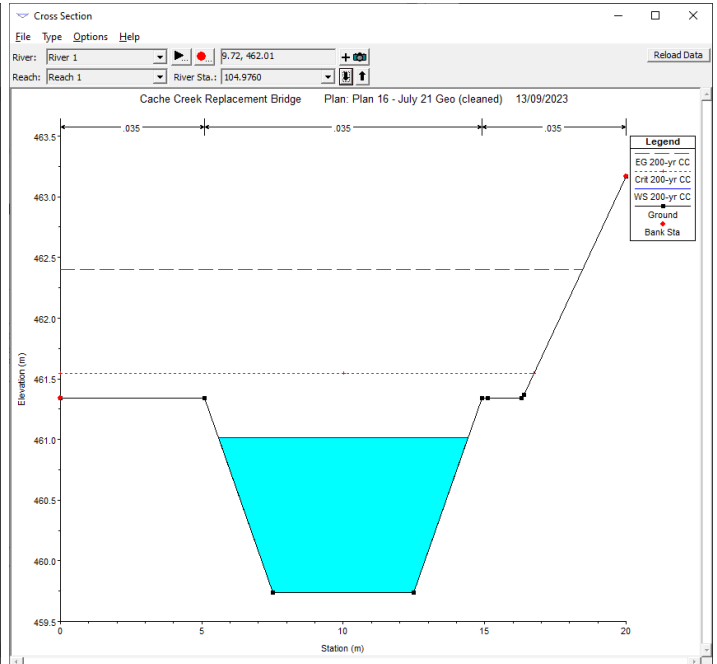 Cross Section
File Type Options Help
River: River 1 9.72, 462.01 Reload Data
Reach: Reach 1 River Sta.: 104.9760
Cache Creek Replacement Bridge Plan: Plan 16 - July 21 Geo (cleaned) 13/09/2023
.035 .035 .035
463.5
463.0
462.5
462.0
461.5
461.0
460.5
460.0
459.5
Elevation (m)
0 5 10 15 20
Station (m)
Legend
EG 200-yr CC
Crit 200-yr CC
WS 200-yr CC
Ground
Bank Sta